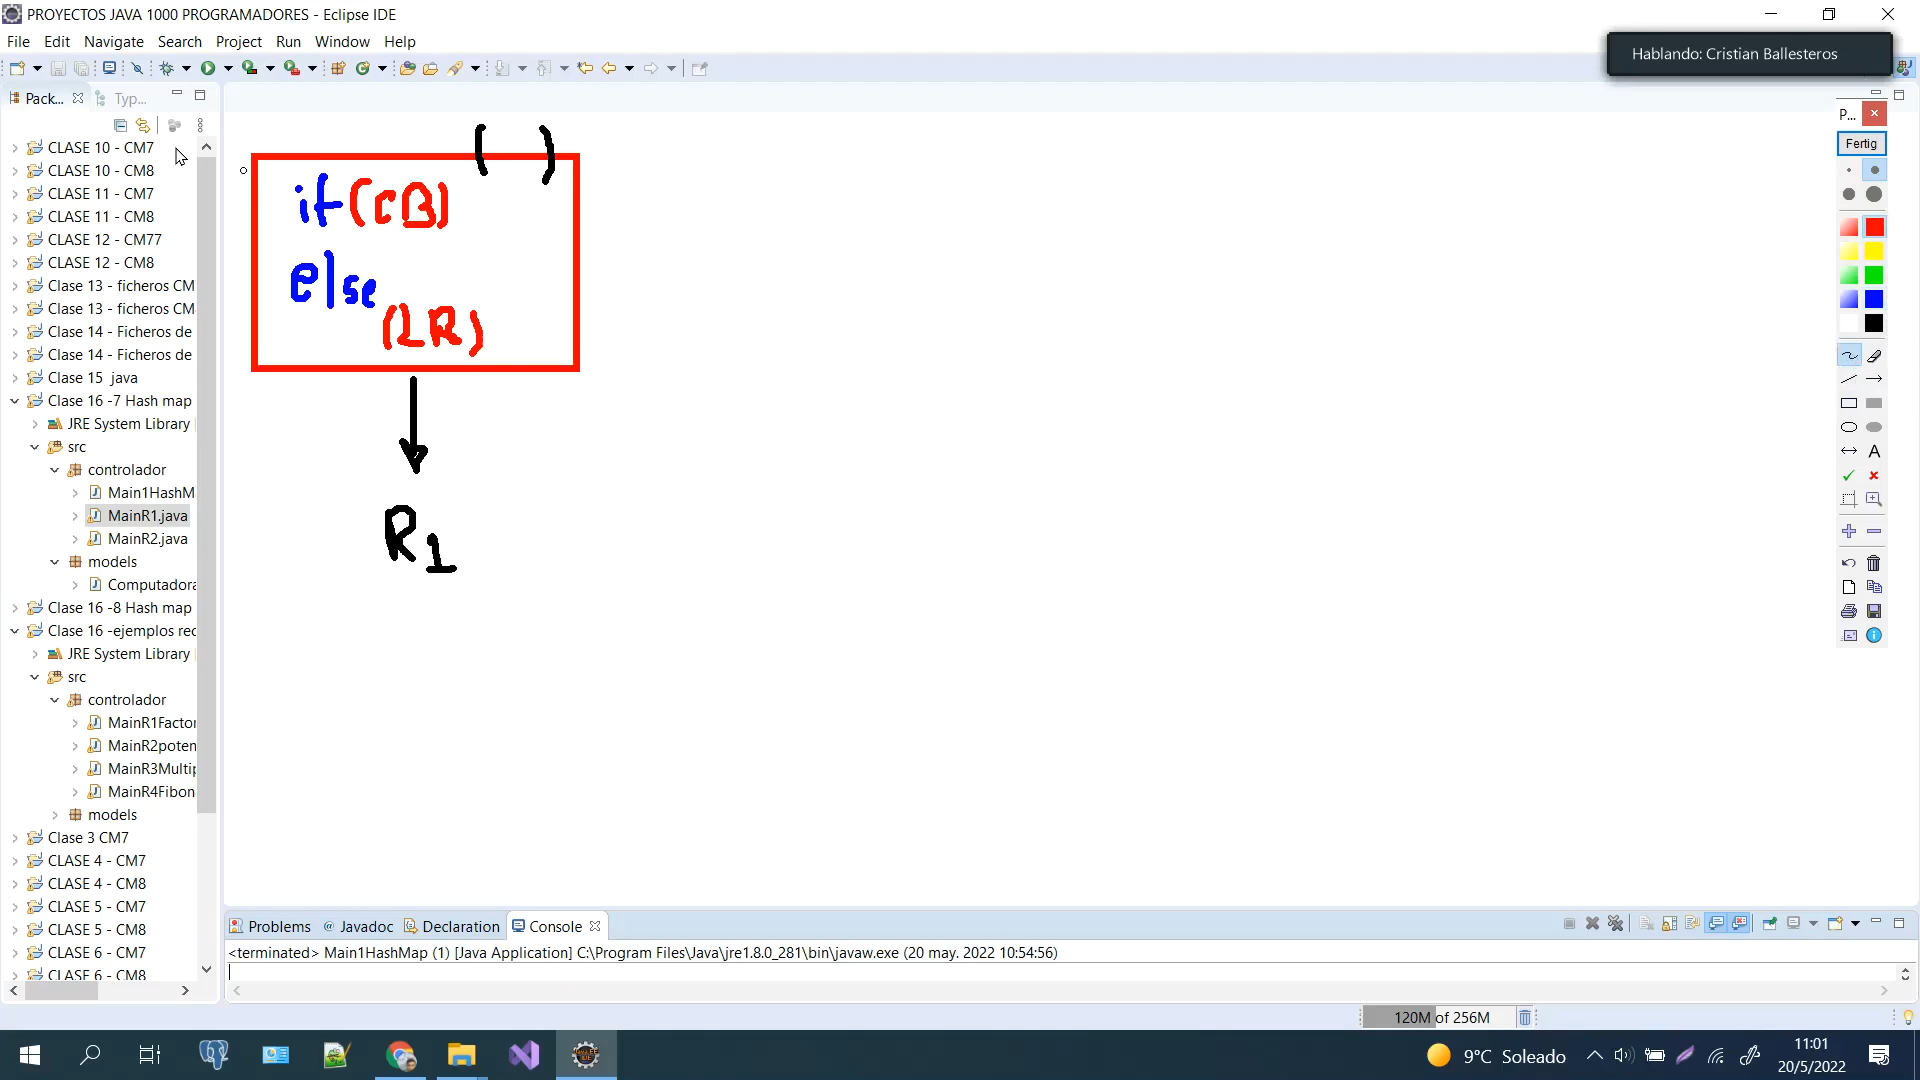 PROYECTOS JAVA 1000 PROGRAMADORES - Eclipse IDE
File Edit Navigate Search Project Run Window Help
Hablando: Cristian Ballesteros
Pack... Typ...
P...
Fertig
CLASE 10 - CM7
CLASE 10 - CM8
CLASE 11 - CM7
CLASE 11 - CM8
CLASE 12 - CM77
CLASE 12 - CM8
Clase 13 - ficheros CM
Clase 13 - ficheros CM
Clase 14 - Ficheros de
Clase 14 - Ficheros de
Clase 15 java
Clase 16 -7 Hash map
JRE System Library
src
controlador
Main1HashM
MainR1.java
MainR2.java
models
Computadora
Clase 16 -8 Hash map
Clase 16 -ejemplos rec
JRE System Library
src
controlador
MainR1Factor
MainR2poten
MainR3Multip
MainR4Fibon
models
Clase 3 CM7
CLASE 4 - CM7
CLASE 4 - CM8
CLASE 5 - CM7
CLASE 5 - CM8
CLASE 6 - CM7
CLASE 6 - CM8
( )
if(CB)
else
(LR)
R1
A
Problems Javadoc Declaration Console
<terminated> Main1HashMap (1) [Java Application] C:\Program Files\Java\jre1.8.0_281\bin\javaw.exe (20 may. 2022 10:54:56)
120M of 256M
9°C Soleado
11:01
20/5/2022